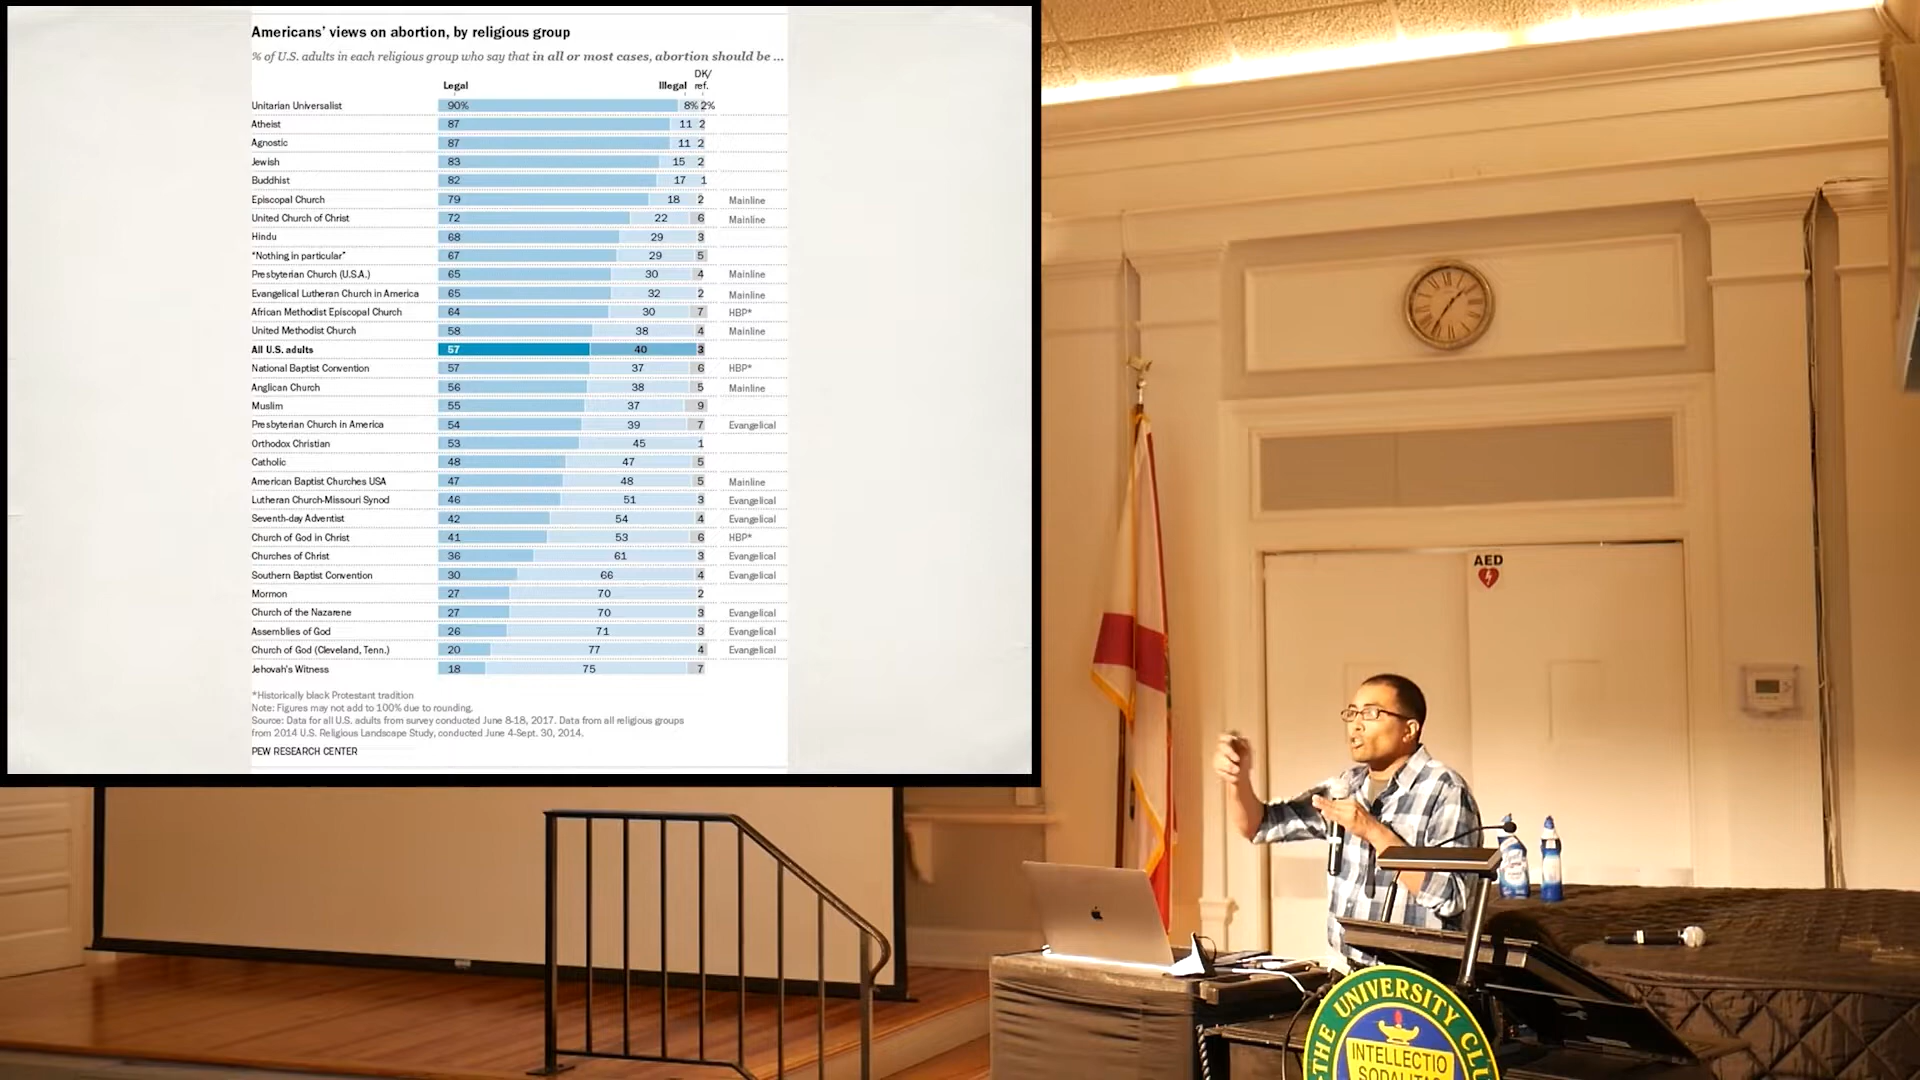 Americans' views on abortion, by religious group
% of U.S. adults in each religious group who say that in all or most cases, abortion should be ...
Legal Illegal DK/ ref.
Unitarian Universalist 90% 8% 2%
Atheist 87 11 2
Agnostic 87 11 2
Jewish 83 15 2
Buddhist 82 17 1
Episcopal Church 79 18 2 Mainline
United Church of Christ 72 22 6 Mainline
Hindu 68 29 3
"Nothing in particular" 67 29 5
Presbyterian Church (U.S.A.) 65 30 4 Mainline
Evangelical Lutheran Church in America 65 32 2 Mainline
African Methodist Episcopal Church 64 30 7 HBP*
United Methodist Church 58 38 4 Mainline
All U.S. adults 57 40 3
National Baptist Convention 57 37 6 HBP*
Anglican Church 56 38 5 Mainline
Muslim 55 37 9
Presbyterian Church in America 54 39 7 Evangelical
Orthodox Christian 53 45 1
Catholic 48 47 5
American Baptist Churches USA 47 48 5 Mainline
Lutheran Church-Missouri Synod 46 51 3 Evangelical
Seventh-day Adventist 42 54 4 Evangelical
Church of God in Christ 41 53 6 HBP*
Churches of Christ 36 61 3 Evangelical
Southern Baptist Convention 30 66 4 Evangelical
Mormon 27 70 2
Church of the Nazarene 27 70 3 Evangelical
Assemblies of God 26 71 3 Evangelical
Church of God (Cleveland, Tenn.) 20 77 4 Evangelical
Jehovah's Witness 18 75 7
*Historically black Protestant tradition
Note: Figures may not add to 100% due to rounding.
Source: Data for all U.S. adults from survey conducted June 8-18, 2017. Data from all religious groups
from 2014 U.S. Religious Landscape Study, conducted June 4-Sept. 30, 2014.
PEW RESEARCH CENTER
AED
THE UNIVERSITY CLU
INTELLECTIO